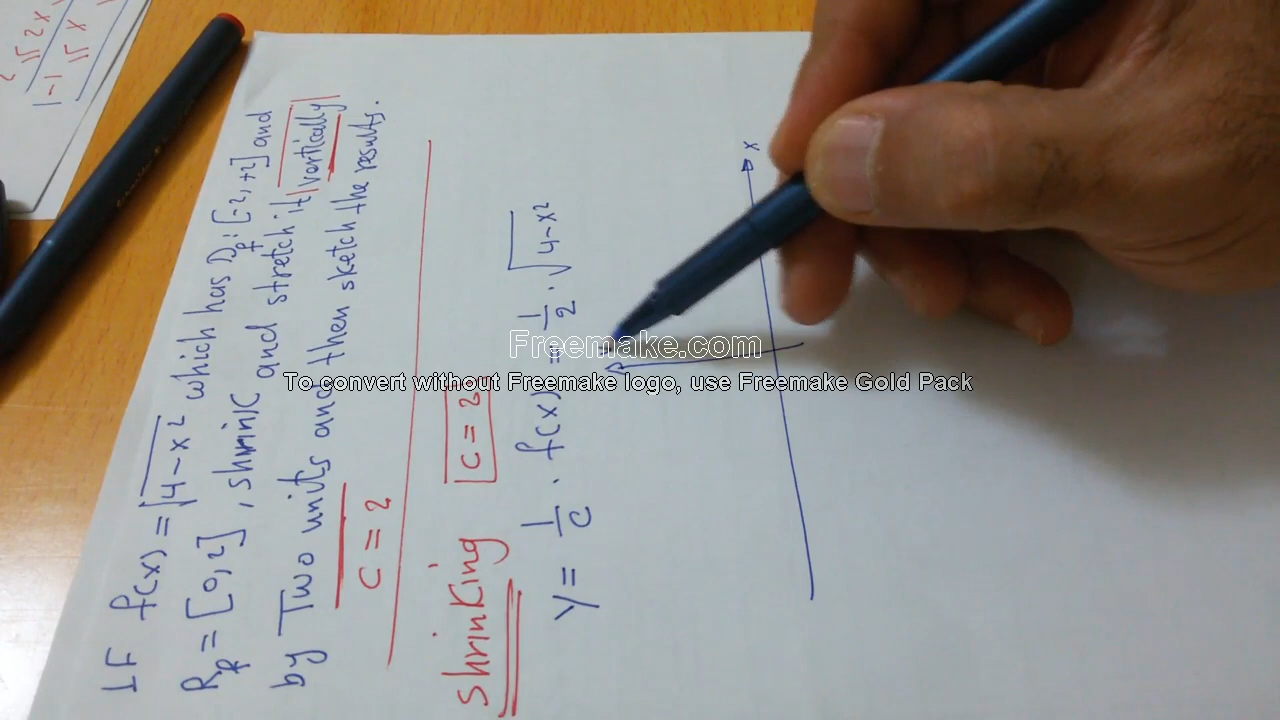 IF f(x) = √4-x² which has Df : [-2, +2] and
Rf = [0, 2] , shrink and stretch it vertically
by Two units and then sketch the results.
C = 2
shrinking C = 2
y = 1/C . f(x) = 1/2 . √4-x²
x
Freemake.com
To convert without Freemake logo, use Freemake Gold Pack